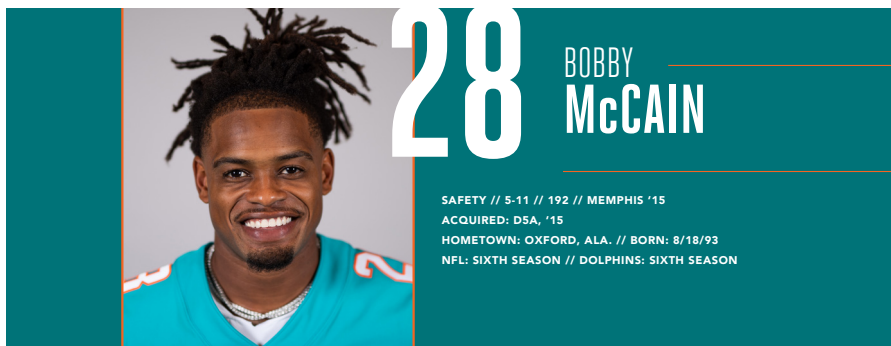 28
BOBBY
McCAIN
SAFETY // 5-11 // 192 // MEMPHIS ’15
ACQUIRED: D5A, ’15
HOMETOWN: OXFORD, ALA. // BORN: 8/18/93
NFL: SIXTH SEASON // DOLPHINS: SIXTH SEASON